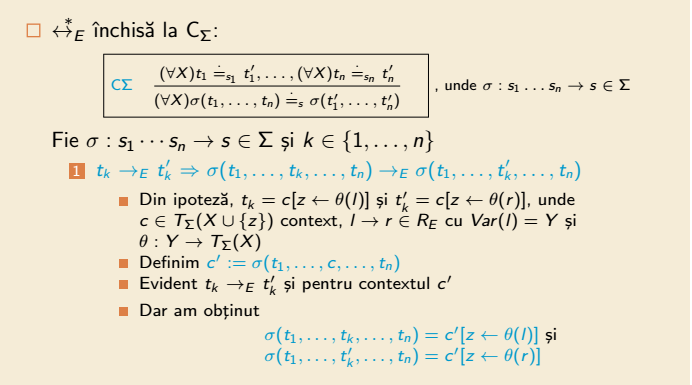 □ ↔*_E închisă la C_Σ:
CΣ (∀X)t₁ ≐_{s₁} t′₁, . . . , (∀X)tₙ ≐_{sₙ} t′ₙ
(∀X)σ(t₁, . . . , tₙ) ≐_s σ(t′₁, . . . , t′ₙ) , unde σ : s₁ . . . sₙ → s ∈ Σ
Fie σ : s₁ · · · sₙ → s ∈ Σ și k ∈ {1, . . . , n}
1 t_k →_E t′_k ⇒ σ(t₁, . . . , t_k, . . . , tₙ) →_E σ(t₁, . . . , t′_k, . . . , tₙ)
■ Din ipoteză, t_k = c[z ← θ(l)] și t′_k = c[z ← θ(r)], unde
c ∈ T_Σ(X ∪ {z}) context, l → r ∈ R_E cu Var(l) = Y și
θ : Y → T_Σ(X)
■ Definim c′ := σ(t₁, . . . , c, . . . , tₙ)
■ Evident t_k →_E t′_k și pentru contextul c′
■ Dar am obținut
σ(t₁, . . . , t_k, . . . , tₙ) = c′[z ← θ(l)] și
σ(t₁, . . . , t′_k, . . . , tₙ) = c′[z ← θ(r)]